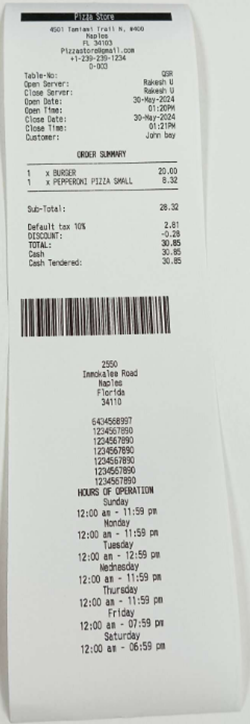 Pizza Store
4501 Tamiami Trail N. #400
Naples
FL 34103
Pizzastore@gmail.com
+1-239-239-1234
D-003
Table-No: QSR
Open Server: Rakesh U
Close Server: Rakesh U
Open Date: 30-May-2024
Open Time: 01:20PM
Close Date: 30-May-2024
Close Time: 01:21PM
Customer: John bay
ORDER SUMMARY
1 x BURGER 20.00
1 x PEPPERONI PIZZA SMALL 8.32
Sub-Total: 28.32
Default tax 10% 2.81
DISCOUNT: -0.28
TOTAL: 30.85
Cash 30.85
Cash Tendered: 30.85
2550
Immokalee Road
Naples
Florida
34110
6434568997
1234567890
1234567890
1234567890
1234567890
1234567890
1234567890
HOURS OF OPERATION
Sunday
12:00 am - 11:59 pm
Monday
12:00 am - 11:59 pm
Tuesday
12:00 am - 12:59 pm
Wednesday
12:00 am - 11:59 pm
Thursday
12:00 am - 11:59 pm
Friday
12:00 am - 07:59 pm
Saturday
12:00 am - 06:59 pm